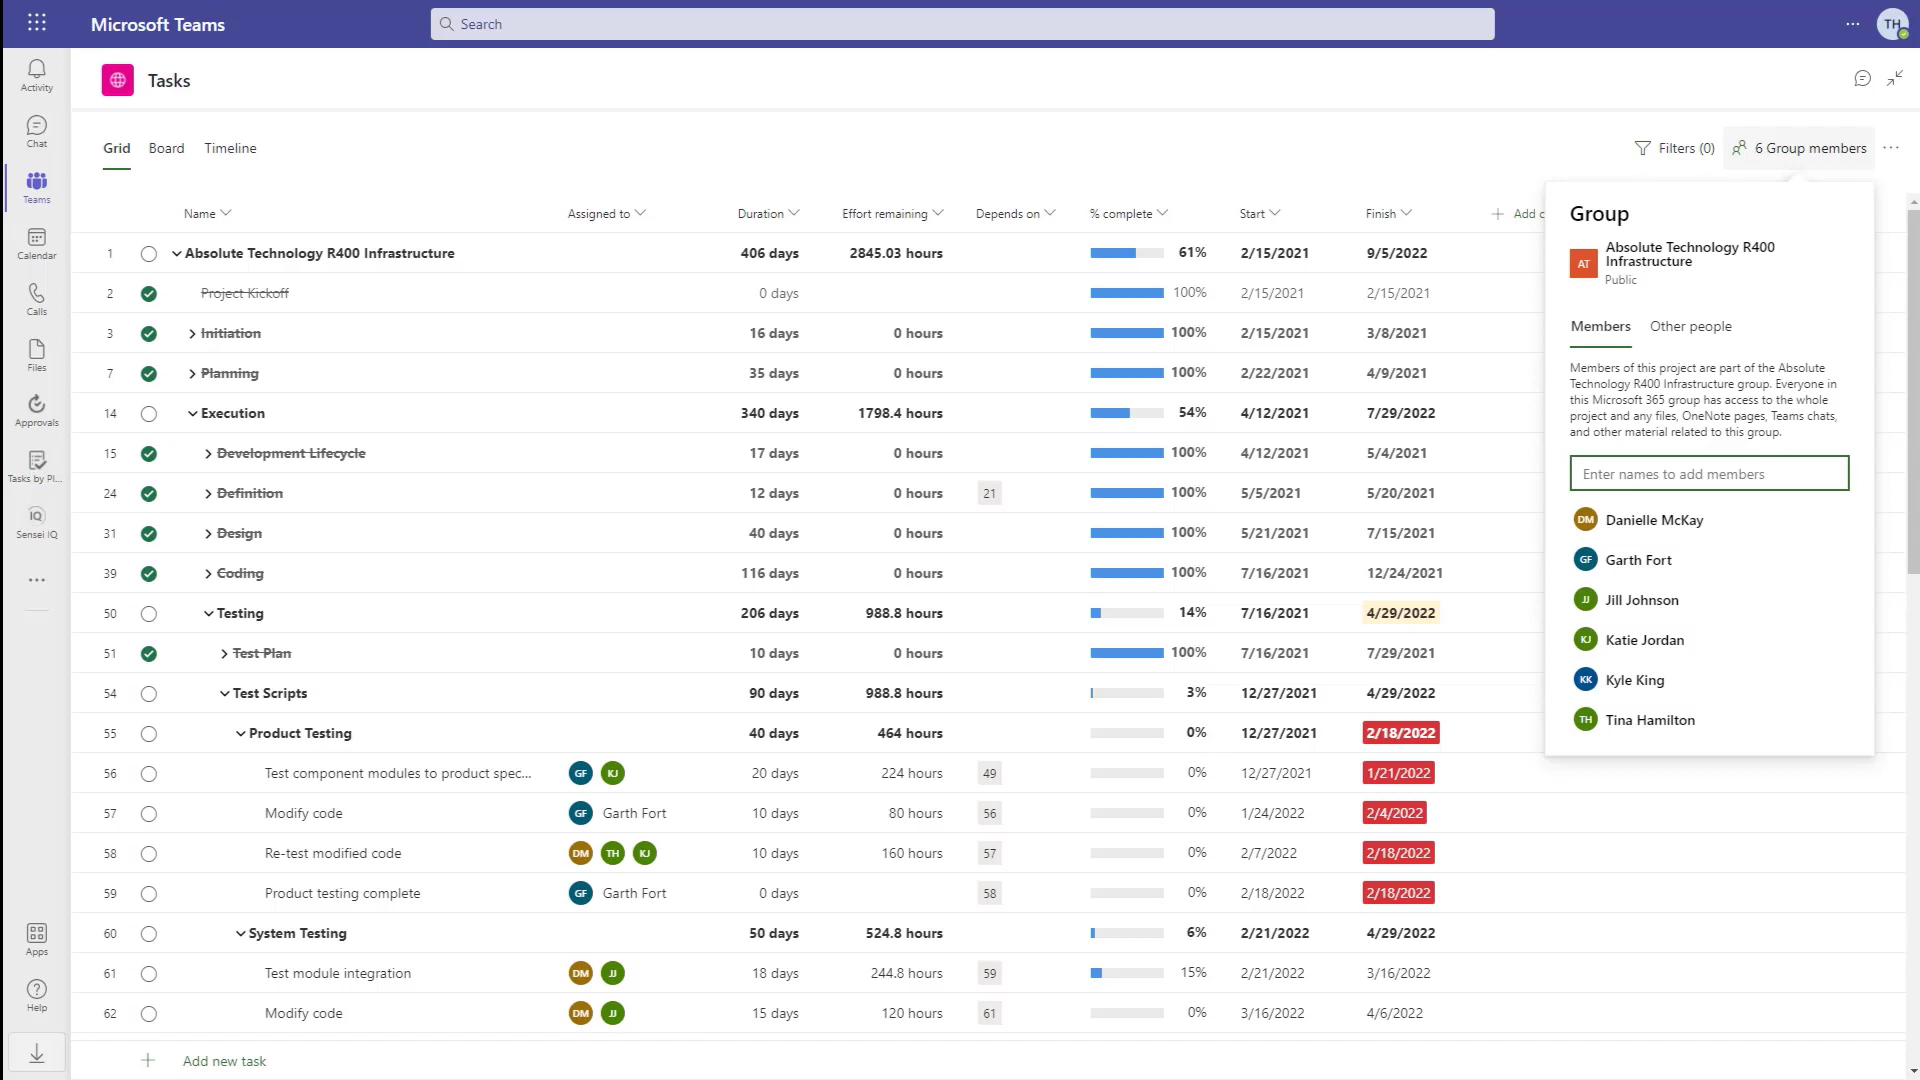 Microsoft Teams
Search
TH
Activity
Chat
Teams
Calendar
Calls
Files
Approvals
Tasks by Pl...
IQ
Sensei IQ
Apps
Help
Tasks
Grid Board Timeline
Filters (0) 6 Group members
Name Assigned to Duration Effort remaining Depends on % complete Start Finish Add c
1 Absolute Technology R400 Infrastructure 406 days 2845.03 hours 61% 2/15/2021 9/5/2022
2 Project Kickoff 0 days 100% 2/15/2021 2/15/2021
3 Initiation 16 days 0 hours 100% 2/15/2021 3/8/2021
7 Planning 35 days 0 hours 100% 2/22/2021 4/9/2021
14 Execution 340 days 1798.4 hours 54% 4/12/2021 7/29/2022
15 Development Lifecycle 17 days 0 hours 100% 4/12/2021 5/4/2021
24 Definition 12 days 0 hours 21 100% 5/5/2021 5/20/2021
31 Design 40 days 0 hours 100% 5/21/2021 7/15/2021
39 Coding 116 days 0 hours 100% 7/16/2021 12/24/2021
50 Testing 206 days 988.8 hours 14% 7/16/2021 4/29/2022
51 Test Plan 10 days 0 hours 100% 7/16/2021 7/29/2021
54 Test Scripts 90 days 988.8 hours 3% 12/27/2021 4/29/2022
55 Product Testing 40 days 464 hours 0% 12/27/2021 2/18/2022
56 Test component modules to product spec... GF KJ 20 days 224 hours 49 0% 12/27/2021 1/21/2022
57 Modify code GF Garth Fort 10 days 80 hours 56 0% 1/24/2022 2/4/2022
58 Re-test modified code DM TH KJ 10 days 160 hours 57 0% 2/7/2022 2/18/2022
59 Product testing complete GF Garth Fort 0 days 58 0% 2/18/2022 2/18/2022
60 System Testing 50 days 524.8 hours 6% 2/21/2022 4/29/2022
61 Test module integration DM JJ 18 days 244.8 hours 59 15% 2/21/2022 3/16/2022
62 Modify code DM JJ 15 days 120 hours 61 0% 3/16/2022 4/6/2022
Add new task
Group
AT
Absolute Technology R400
Infrastructure
Public
Members Other people
Members of this project are part of the Absolute
Technology R400 Infrastructure group. Everyone in
this Microsoft 365 group has access to the whole
project and any files, OneNote pages, Teams chats,
and other material related to this group.
Enter names to add members
DM Danielle McKay
GF Garth Fort
JJ Jill Johnson
KJ Katie Jordan
KK Kyle King
TH Tina Hamilton